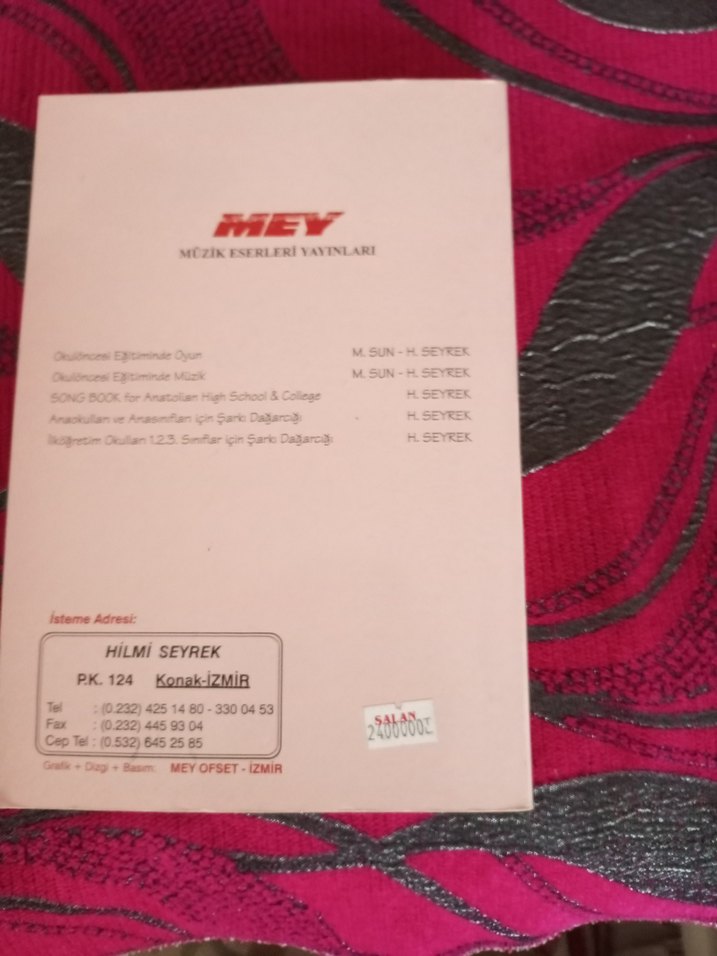 MEY
MÜZİK ESERLERİ YAYINLARI
Okulöncesi Eğitiminde Oyun M. SUN - H. SEYREK
Okulöncesi Eğitiminde Müzik M. SUN - H. SEYREK
SONG BOOK for Anatolian High School & College H. SEYREK
Anaokulları ve Anasınıfları için Şarkı Dağarcığı H. SEYREK
İlköğretim Okulları 1.2.3. Sınıflar için Şarkı Dağarcığı H. SEYREK
İsteme Adresi:
HİLMİ SEYREK
P.K. 124 Konak-İZMİR
Tel : (0.232) 425 14 80 - 330 04 53
Fax : (0.232) 445 93 04
Cep Tel : (0.532) 645 25 85
Grafik + Dizgi + Basım: MEY OFSET - İZMİR
ŞALAN
2400000